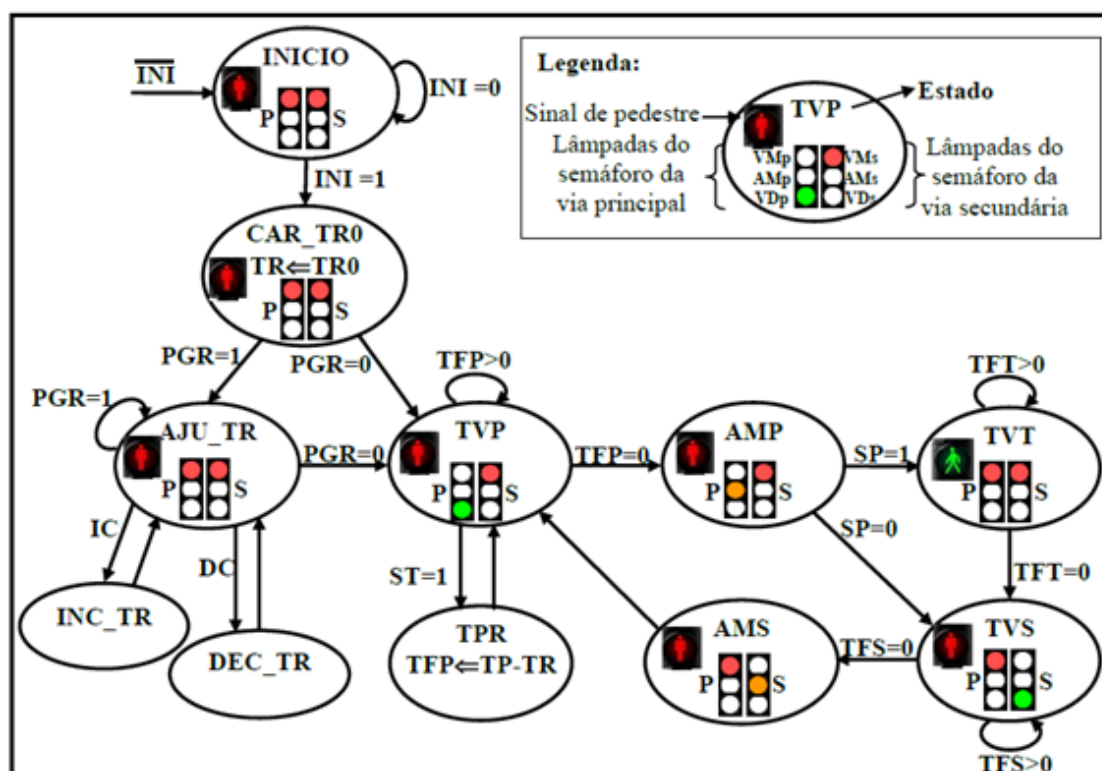 INICIO
INI
INI =0
P S
INI =1
Legenda:
TVP
Estado
Sinal de pedestre
Lâmpadas do semáforo da via principal
VMp
AMp
VDp
VMs
AMs
VDs
Lâmpadas do semáforo da via secundária
CAR_TR0
TR⇐TR0
P S
PGR=1
PGR=0
PGR=1
AJU_TR
P S
PGR=0
TFP>0
TVP
P S
TFP=0
AMP
P S
SP=1
TFT>0
TVT
P S
SP=0
TFT=0
IC
DC
INC_TR
DEC_TR
ST=1
TPR
TFP⇐TP-TR
AMS
P S
TFS=0
TVS
P S
TFS>0